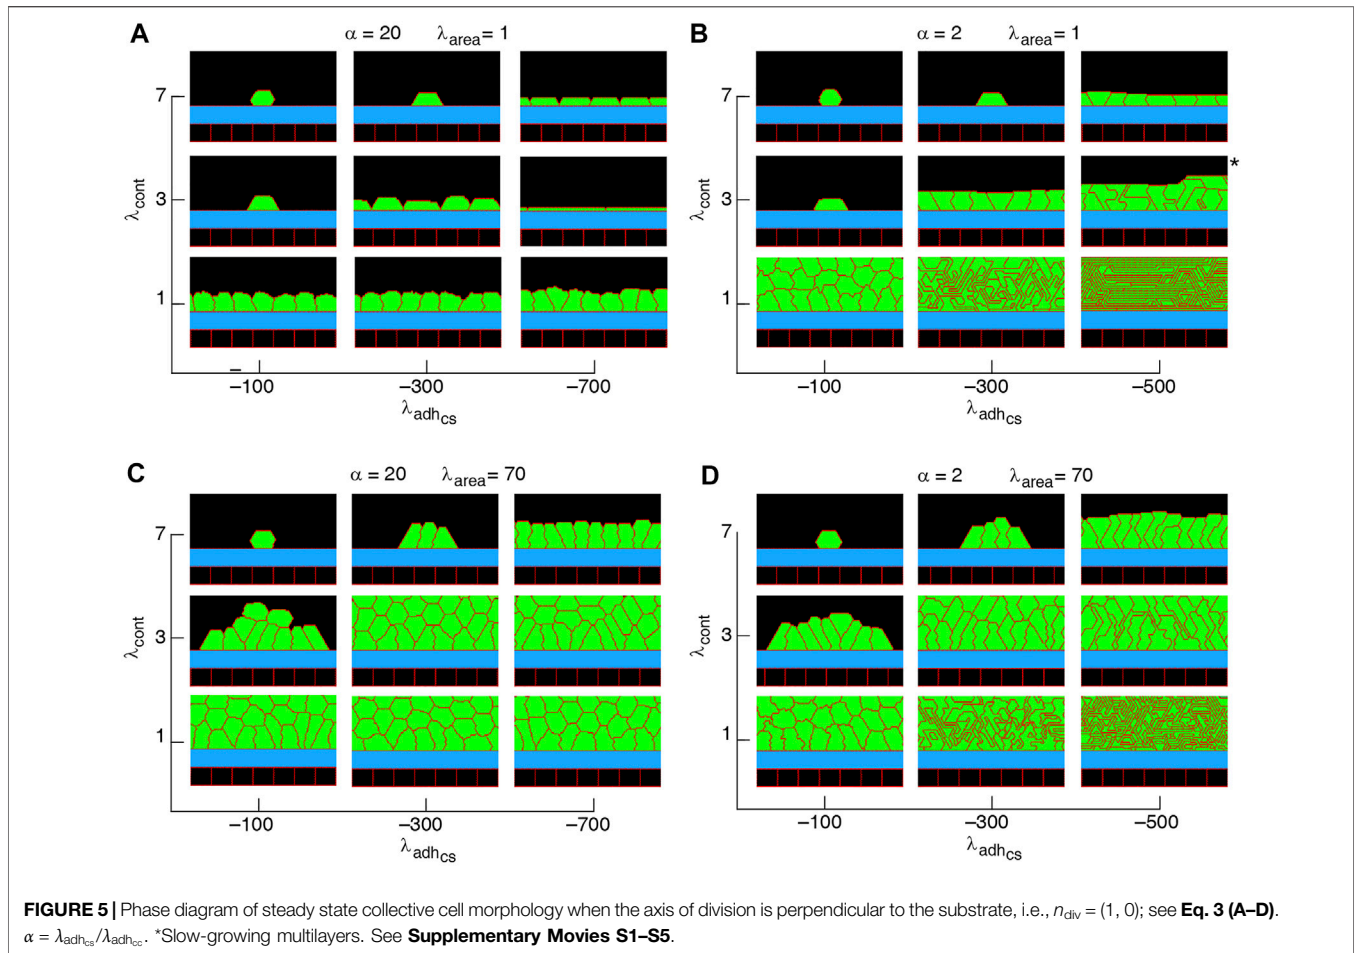 A α = 20 λarea= 1
7
3
1
λcont
−100 −300 −700
λadhCS
B α = 2 λarea= 1
7
3 *
1
λcont
−100 −300 −500
λadhCS
C α = 20 λarea= 70
7
3
1
λcont
−100 −300 −700
λadhCS
D α = 2 λarea= 70
7
3
1
λcont
−100 −300 −500
λadhCS
FIGURE 5 | Phase diagram of steady state collective cell morphology when the axis of division is perpendicular to the substrate, i.e., ndiv = (1, 0); see Eq. 3 (A–D).
α = λadhcs/λadhcc. *Slow-growing multilayers. See Supplementary Movies S1–S5.